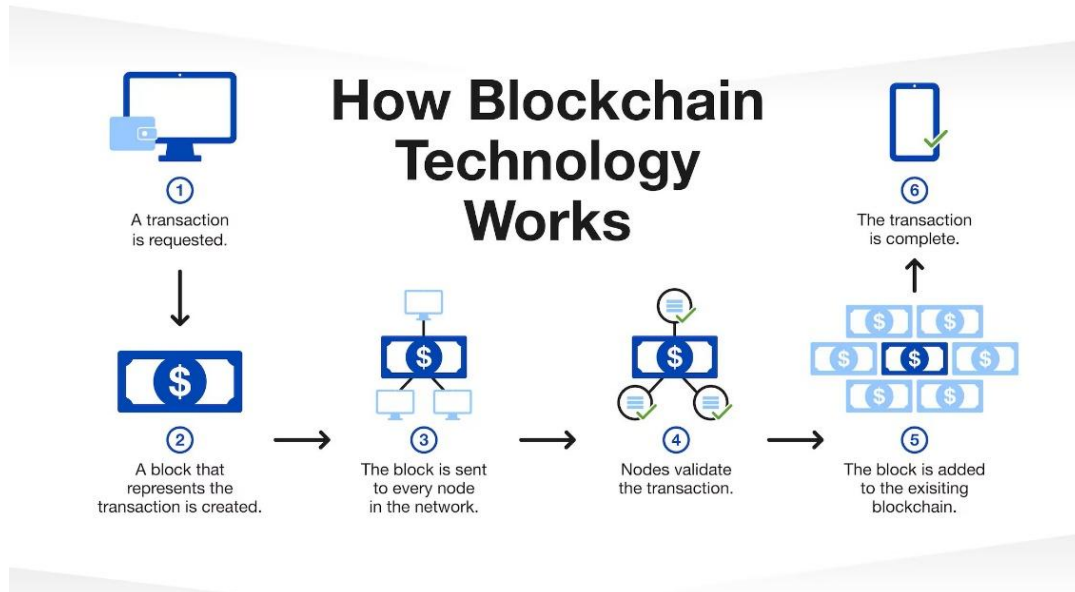 How Blockchain
Technology
Works
1
A transaction
is requested.
$
2
A block that
represents the
transaction is created.
$
3
The block is sent
to every node
in the network.
$
4
Nodes validate
the transaction.
$ $
$ $ $
$ $
5
The block is added
to the exisiting
blockchain.
6
The transaction
is complete.